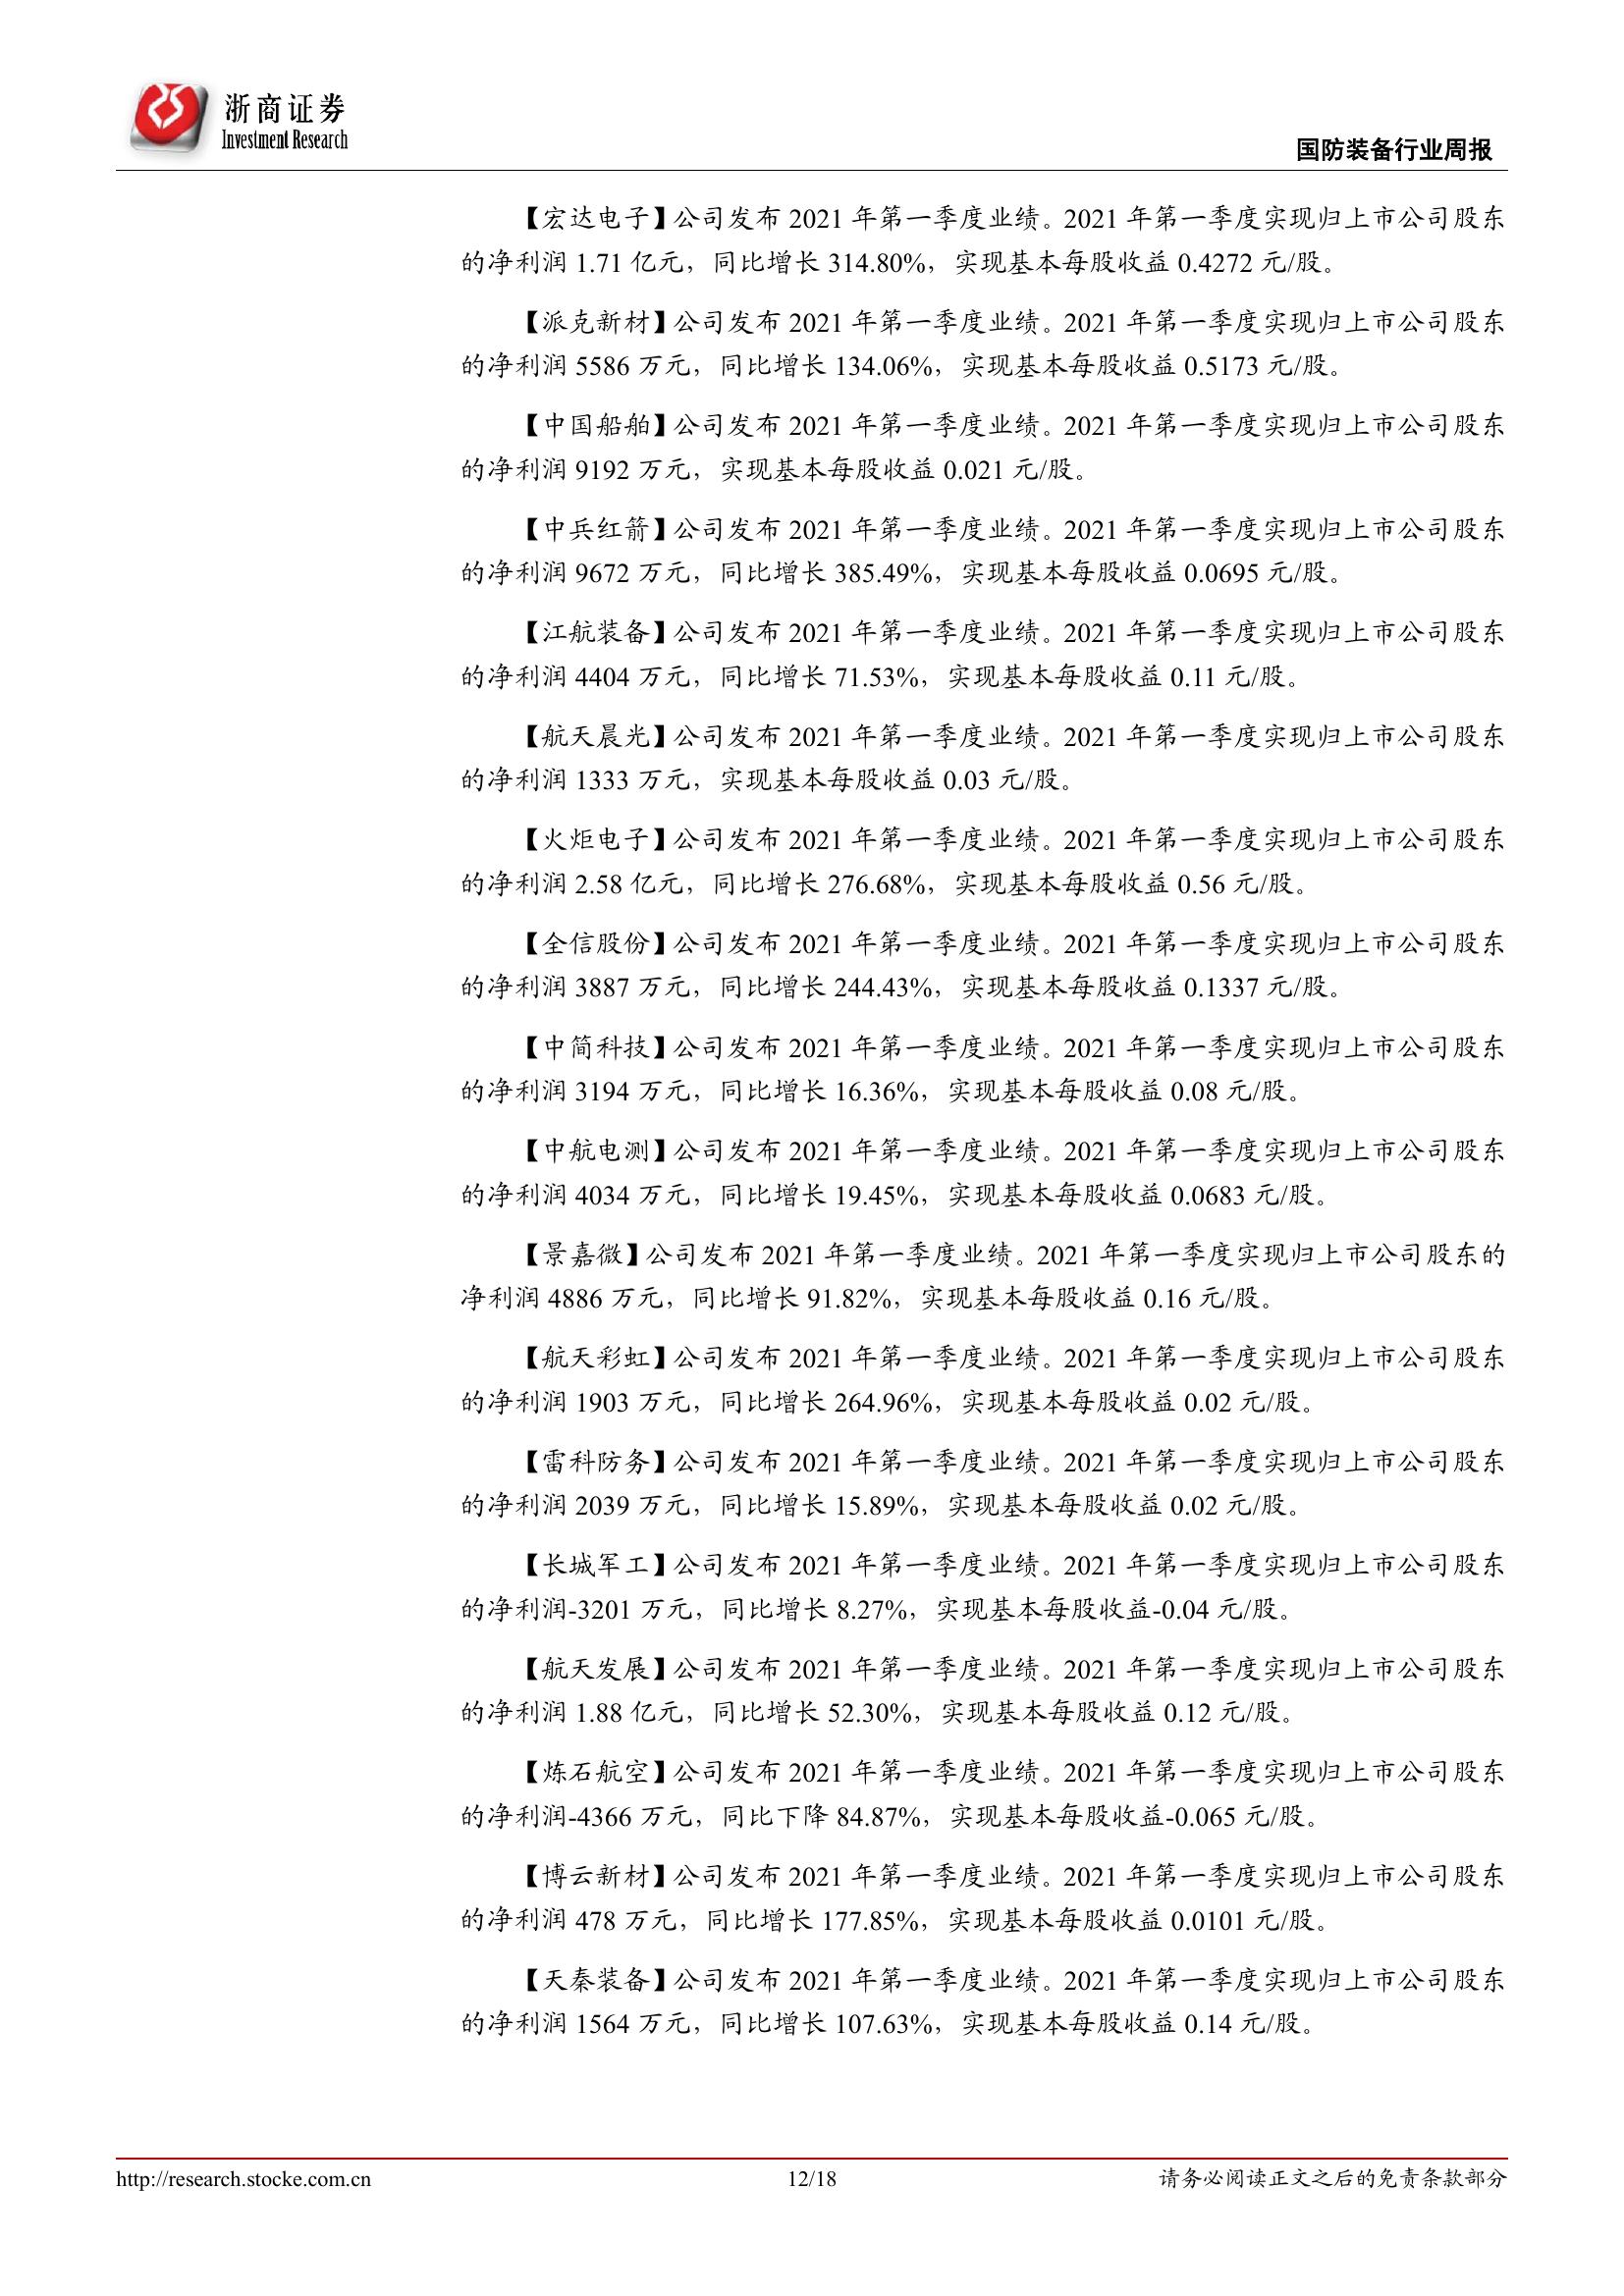 浙商证券
Investment Research
国防装备行业周报
【宏达电子】公司发布 2021 年第一季度业绩。2021 年第一季度实现归上市公司股东
的净利润 1.71 亿元，同比增长 314.80%，实现基本每股收益 0.4272 元/股。
【派克新材】公司发布 2021 年第一季度业绩。2021 年第一季度实现归上市公司股东
的净利润 5586 万元，同比增长 134.06%，实现基本每股收益 0.5173 元/股。
【中国船舶】公司发布 2021 年第一季度业绩。2021 年第一季度实现归上市公司股东
的净利润 9192 万元，实现基本每股收益 0.021 元/股。
【中兵红箭】公司发布 2021 年第一季度业绩。2021 年第一季度实现归上市公司股东
的净利润 9672 万元，同比增长 385.49%，实现基本每股收益 0.0695 元/股。
【江航装备】公司发布 2021 年第一季度业绩。2021 年第一季度实现归上市公司股东
的净利润 4404 万元，同比增长 71.53%，实现基本每股收益 0.11 元/股。
【航天晨光】公司发布 2021 年第一季度业绩。2021 年第一季度实现归上市公司股东
的净利润 1333 万元，实现基本每股收益 0.03 元/股。
【火炬电子】公司发布 2021 年第一季度业绩。2021 年第一季度实现归上市公司股东
的净利润 2.58 亿元，同比增长 276.68%，实现基本每股收益 0.56 元/股。
【全信股份】公司发布 2021 年第一季度业绩。2021 年第一季度实现归上市公司股东
的净利润 3887 万元，同比增长 244.43%，实现基本每股收益 0.1337 元/股。
【中简科技】公司发布 2021 年第一季度业绩。2021 年第一季度实现归上市公司股东
的净利润 3194 万元，同比增长 16.36%，实现基本每股收益 0.08 元/股。
【中航电测】公司发布 2021 年第一季度业绩。2021 年第一季度实现归上市公司股东
的净利润 4034 万元，同比增长 19.45%，实现基本每股收益 0.0683 元/股。
【景嘉微】公司发布 2021 年第一季度业绩。2021 年第一季度实现归上市公司股东的
净利润 4886 万元，同比增长 91.82%，实现基本每股收益 0.16 元/股。
【航天彩虹】公司发布 2021 年第一季度业绩。2021 年第一季度实现归上市公司股东
的净利润 1903 万元，同比增长 264.96%，实现基本每股收益 0.02 元/股。
【雷科防务】公司发布 2021 年第一季度业绩。2021 年第一季度实现归上市公司股东
的净利润 2039 万元，同比增长 15.89%，实现基本每股收益 0.02 元/股。
【长城军工】公司发布 2021 年第一季度业绩。2021 年第一季度实现归上市公司股东
的净利润-3201 万元，同比增长 8.27%，实现基本每股收益-0.04 元/股。
【航天发展】公司发布 2021 年第一季度业绩。2021 年第一季度实现归上市公司股东
的净利润 1.88 亿元，同比增长 52.30%，实现基本每股收益 0.12 元/股。
【炼石航空】公司发布 2021 年第一季度业绩。2021 年第一季度实现归上市公司股东
的净利润-4366 万元，同比下降 84.87%，实现基本每股收益-0.065 元/股。
【博云新材】公司发布 2021 年第一季度业绩。2021 年第一季度实现归上市公司股东
的净利润 478 万元，同比增长 177.85%，实现基本每股收益 0.0101 元/股。
【天秦装备】公司发布 2021 年第一季度业绩。2021 年第一季度实现归上市公司股东
的净利润 1564 万元，同比增长 107.63%，实现基本每股收益 0.14 元/股。
http://research.stocke.com.cn
12/18
请务必阅读正文之后的免责条款部分